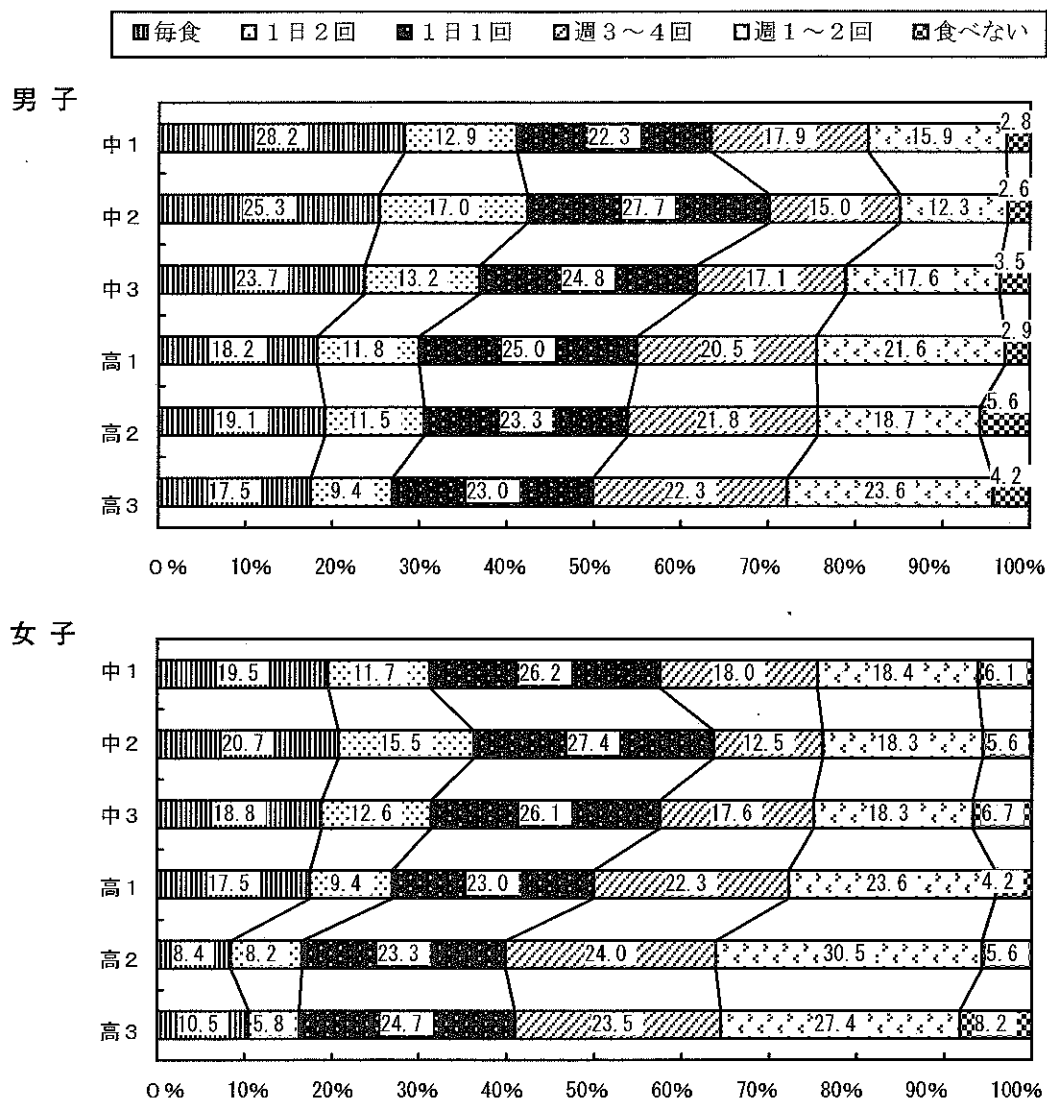 毎食 1日2回 1日1回 週3～4回 週1～2回 食べない
男子
中1 28.2 12.9 22.3 17.9 15.9 2.8
中2 25.3 17.0 27.7 15.0 12.3 2.6
中3 23.7 13.2 24.8 17.1 17.6 3.5
高1 18.2 11.8 25.0 20.5 21.6 2.9
高2 19.1 11.5 23.3 21.8 18.7 5.6
高3 17.5 9.4 23.0 22.3 23.6 4.2
0% 10% 20% 30% 40% 50% 60% 70% 80% 90% 100%
女子
中1 19.5 11.7 26.2 18.0 18.4 6.1
中2 20.7 15.5 27.4 12.5 18.3 5.6
中3 18.8 12.6 26.1 17.6 18.3 6.7
高1 17.5 9.4 23.0 22.3 23.6 4.2
高2 8.4 8.2 23.3 24.0 30.5 5.6
高3 10.5 5.8 24.7 23.5 27.4 8.2
0% 10% 20% 30% 40% 50% 60% 70% 80% 90% 100%